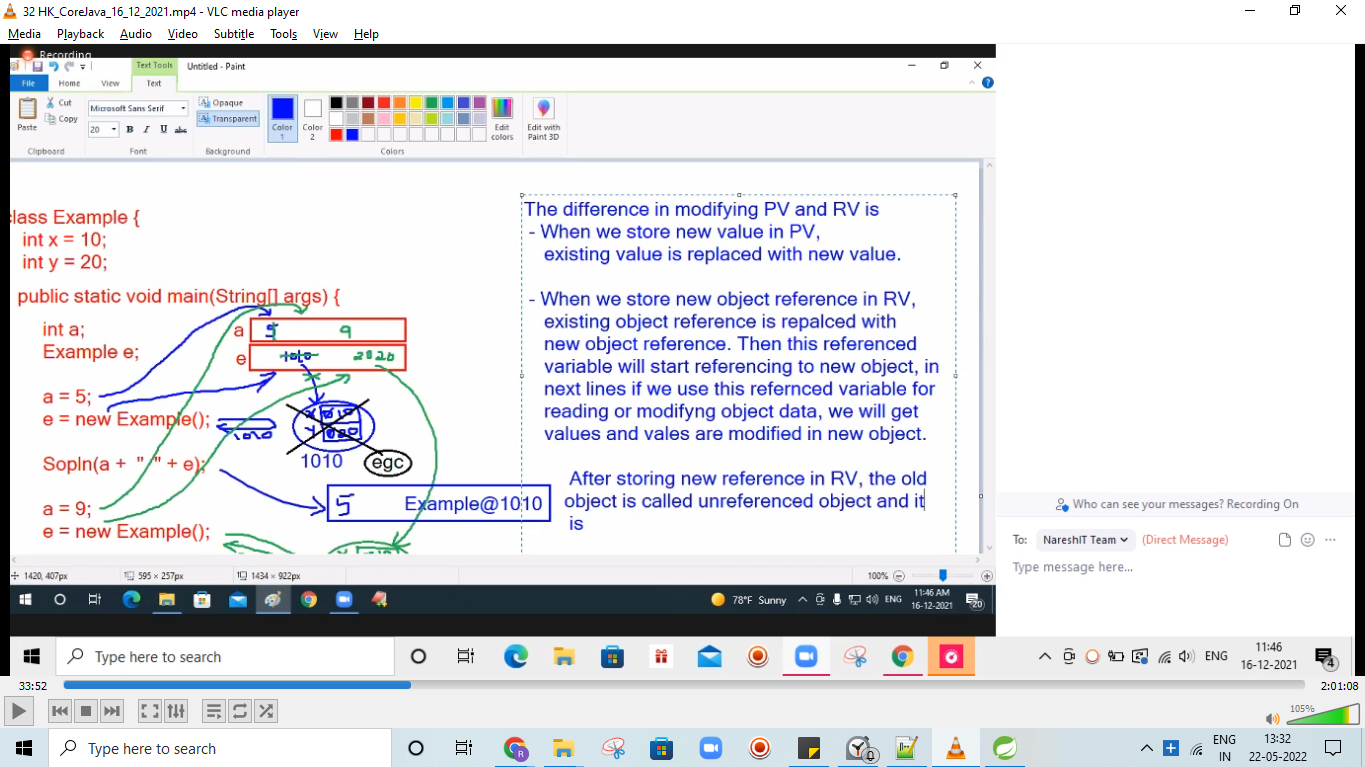 32 HK_CoreJava_16_12_2021.mp4 - VLC media player
Media Playback Audio Video Subtitle Tools View Help
Recording
Text Tools Untitled - Paint
File Home View Text
Paste
Cut
Copy
Clipboard
Microsoft Sans Serif
20 B I U abc
Font
Opaque
Transparent
Background
Color 1
Color 2
Edit colors
Colors
Edit with Paint 3D
class Example {
int x = 10;
int y = 20;
public static void main(String[] args) {
int a;
Example e;
a 5 9
e 1010 2020
a = 5;
e = new Example();
1010
1010
egc
Sopln(a + " " + e);
5 Example@1010
a = 9;
e = new Example();
The difference in modifying PV and RV is
- When we store new value in PV,
existing value is replaced with new value.
- When we store new object reference in RV,
existing object reference is repalced with
new object reference. Then this referenced
variable will start referencing to new object, in
next lines if we use this refernced variable for
reading or modifyng object data, we will get
values and vales are modified in new object.
After storing new reference in RV, the old
object is called unreferenced object and it
is
1420, 407px 595 × 257px 1434 × 922px 100%
78°F Sunny ENG 11:46 AM
16-12-2021
20
Who can see your messages? Recording On
To: NareshIT Team (Direct Message)
Type message here...
Type here to search ENG 11:46
16-12-2021
4
33:52 2:01:08
105%
Type here to search ENG 13:32
IN 22-05-2022